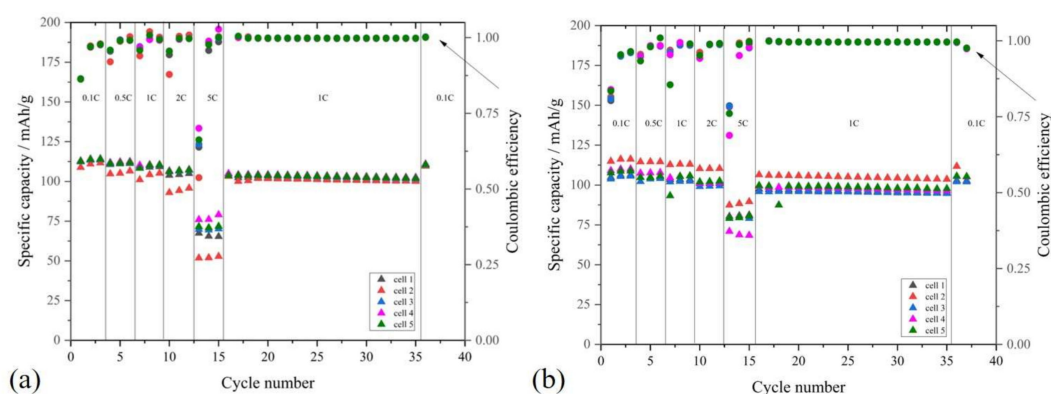 200
175
150
125
100
75
50
25
0
Specific capacity / mAh/g
0.1C 0.5C 1C 2C 5C 1C 0.1C
1.00
0.75
0.50
0.25
0.00
Coulombic efficiency
cell 1
cell 2
cell 3
cell 4
cell 5
0 5 10 15 20 25 30 35 40
Cycle number
(a)
200
175
150
125
100
75
50
25
0
Specific capacity / mAh/g
0.1C 0.5C 1C 2C 5C 1C 0.1C
1.00
0.75
0.50
0.25
0.00
Coulombic efficiency
cell 1
cell 2
cell 3
cell 4
cell 5
0 5 10 15 20 25 30 35 40
Cycle number
(b)